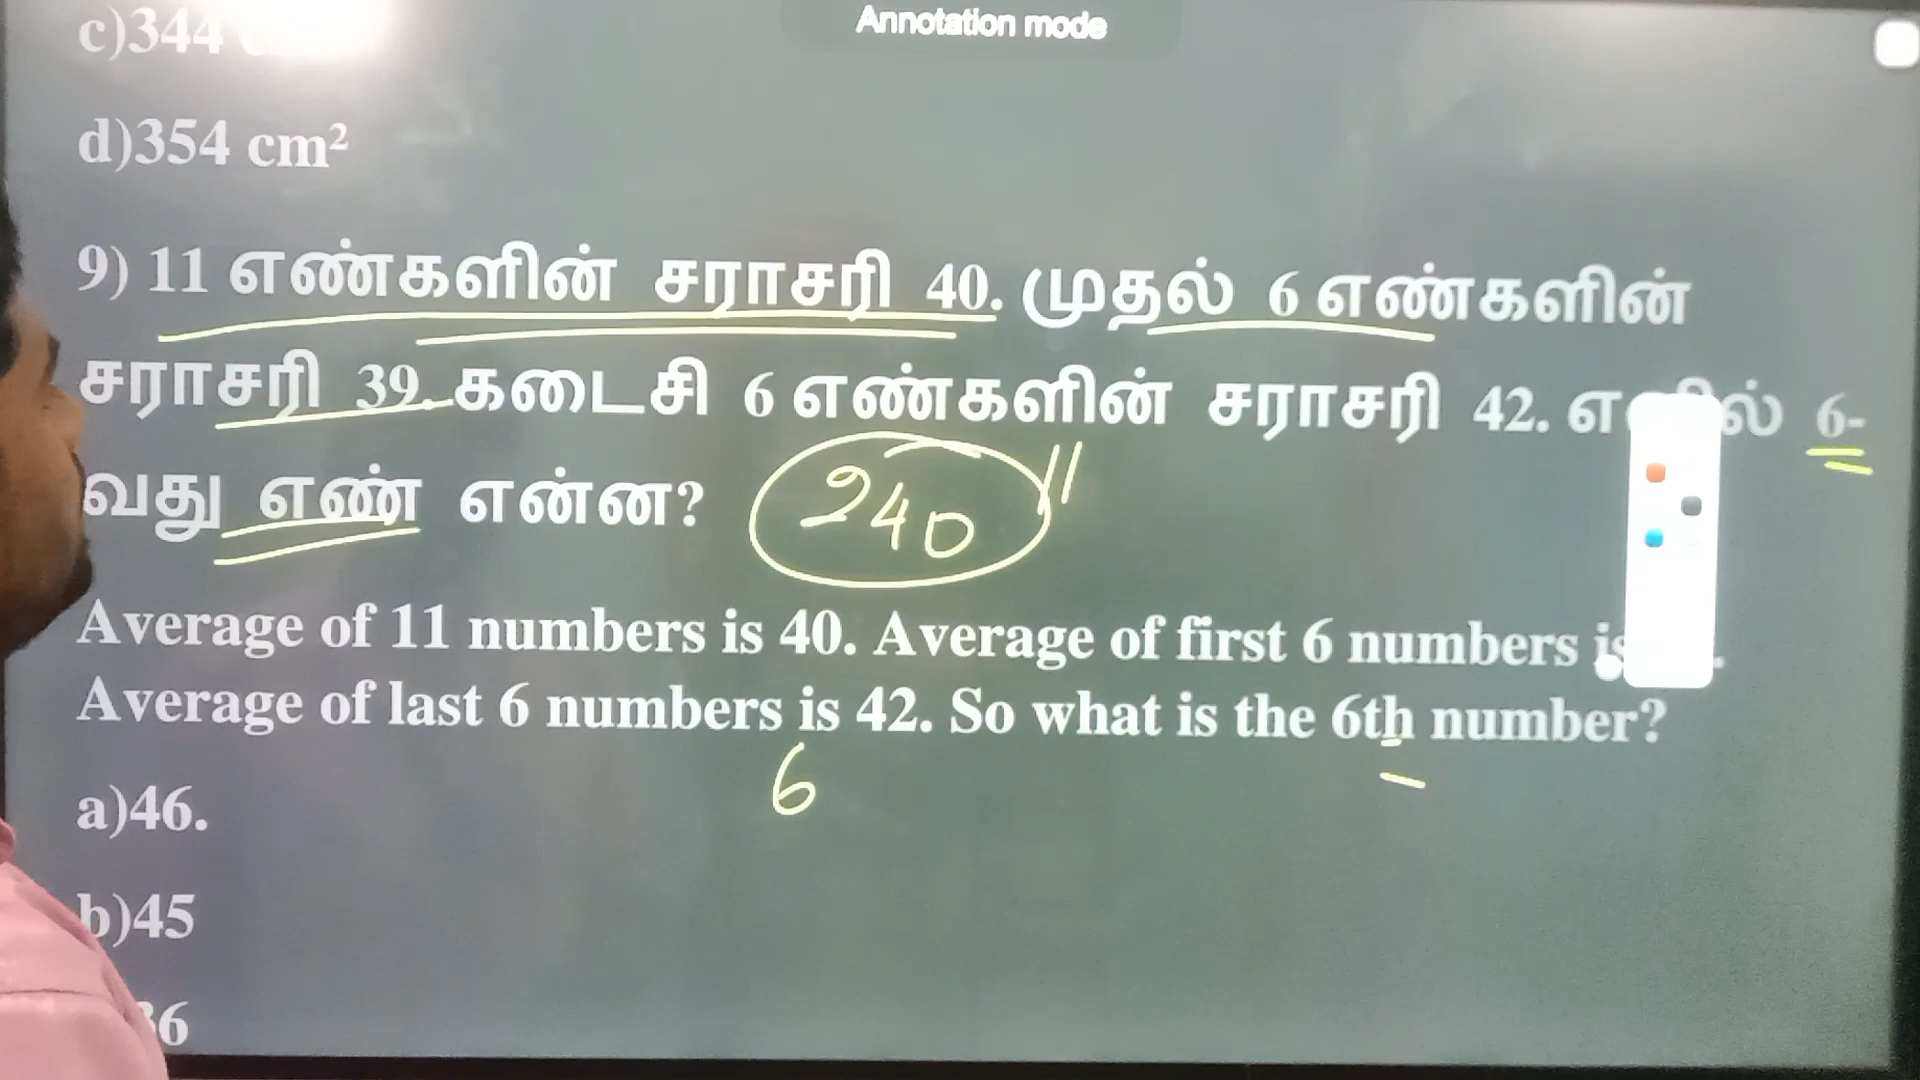 Annotation mode
c)344
d)354 cm²
9) 11 எண்களின் சராசரி 40. முதல் 6 எண்களின்
சராசரி 39. கடைசி 6 எண்களின் சராசரி 42. 6-
வது எண் என்ன?
240
Average of 11 numbers is 40. Average of first 6 numbers is
Average of last 6 numbers is 42. So what is the 6th number?
6
a)46.
b)45
36